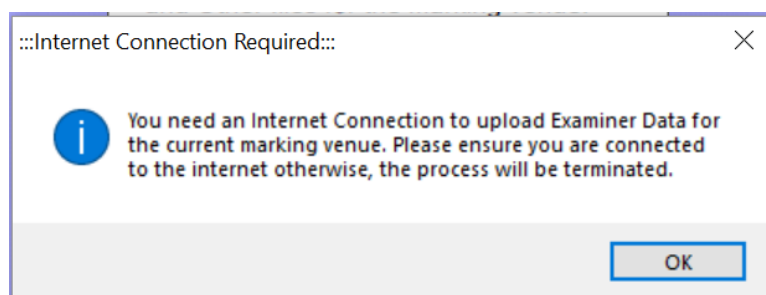 :::Internet Connection Required:::
You need an Internet Connection to upload Examiner Data for
the current marking venue. Please ensure you are connected
to the internet otherwise, the process will be terminated.
OK